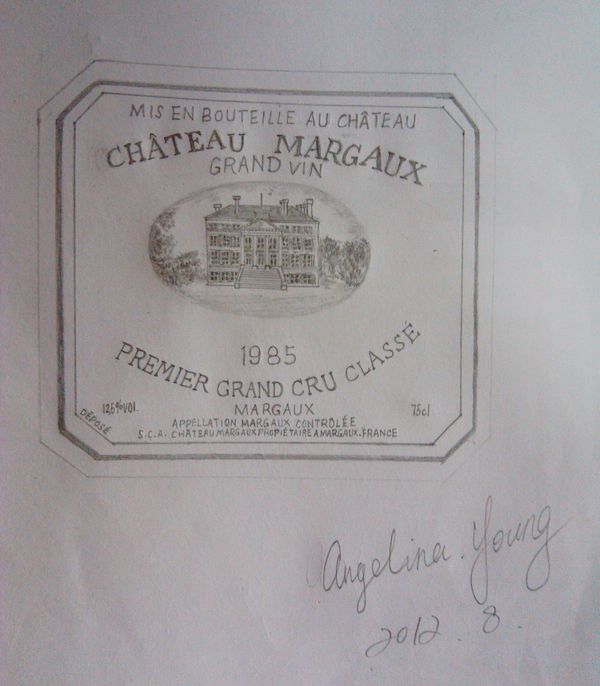 MIS EN BOUTEILLE AU CHÂTEAU
CHÂTEAU MARGAUX
GRAND VIN
1985
PREMIER GRAND CRU CLASSÉ
MARGAUX
12,5%VOl.
75cl
DÉPOSÉ
APPELLATION MARGAUX CONTRÔLÉE
S.C.A. CHÂTEAU MARGAUX PROPIÉTAIRE A MARGAUX-FRANCE
Angelina.Young
2012.8.